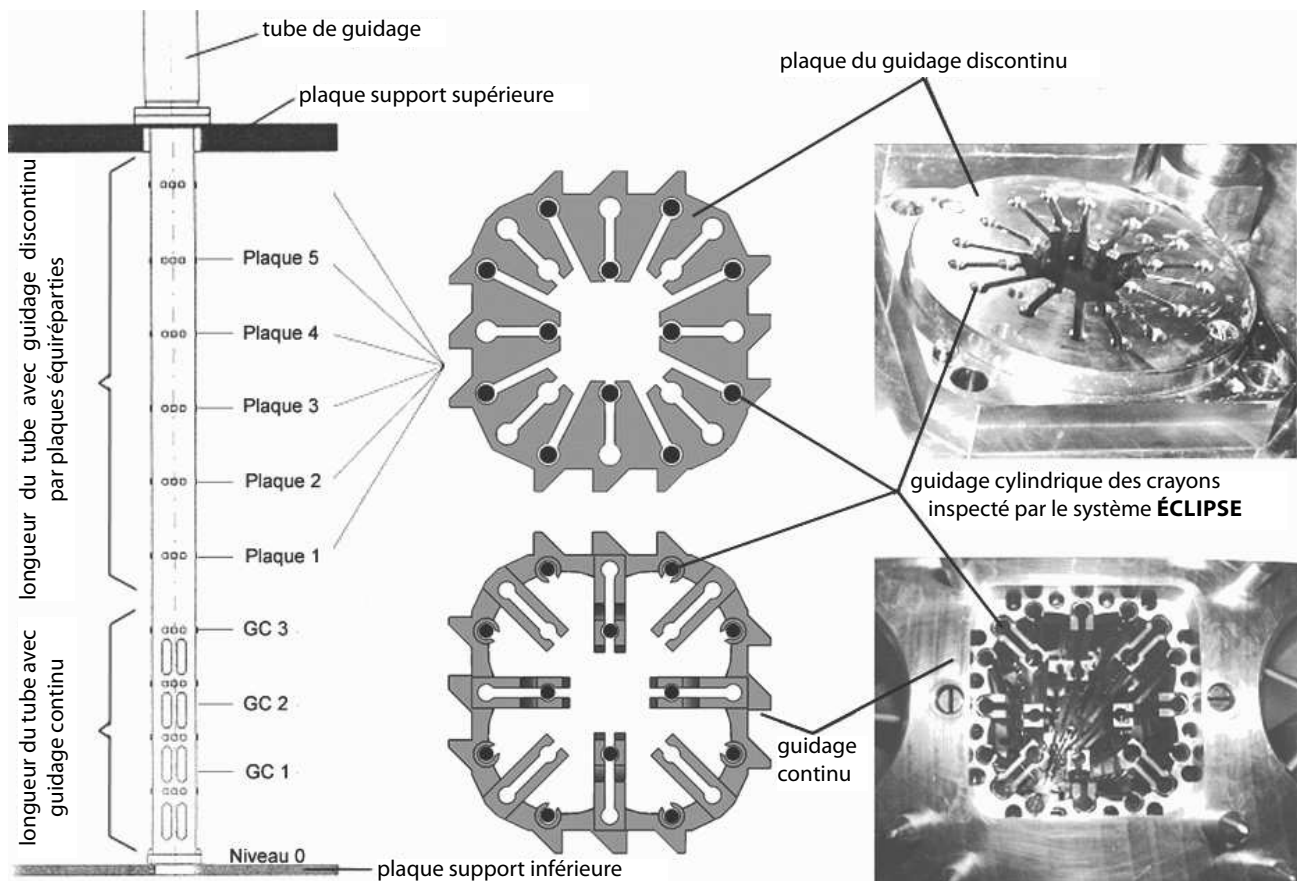 tube de guidage
plaque support supérieure
plaque du guidage discontinu
longueur du tube avec guidage discontinu
par plaques équiréparties
Plaque 5
Plaque 4
Plaque 3
Plaque 2
Plaque 1
guidage cylindrique des crayons
inspecté par le système ÉCLIPSE
longueur du tube avec
guidage continu
GC 3
GC 2
GC 1
guidage
continu
Niveau 0
plaque support inférieure